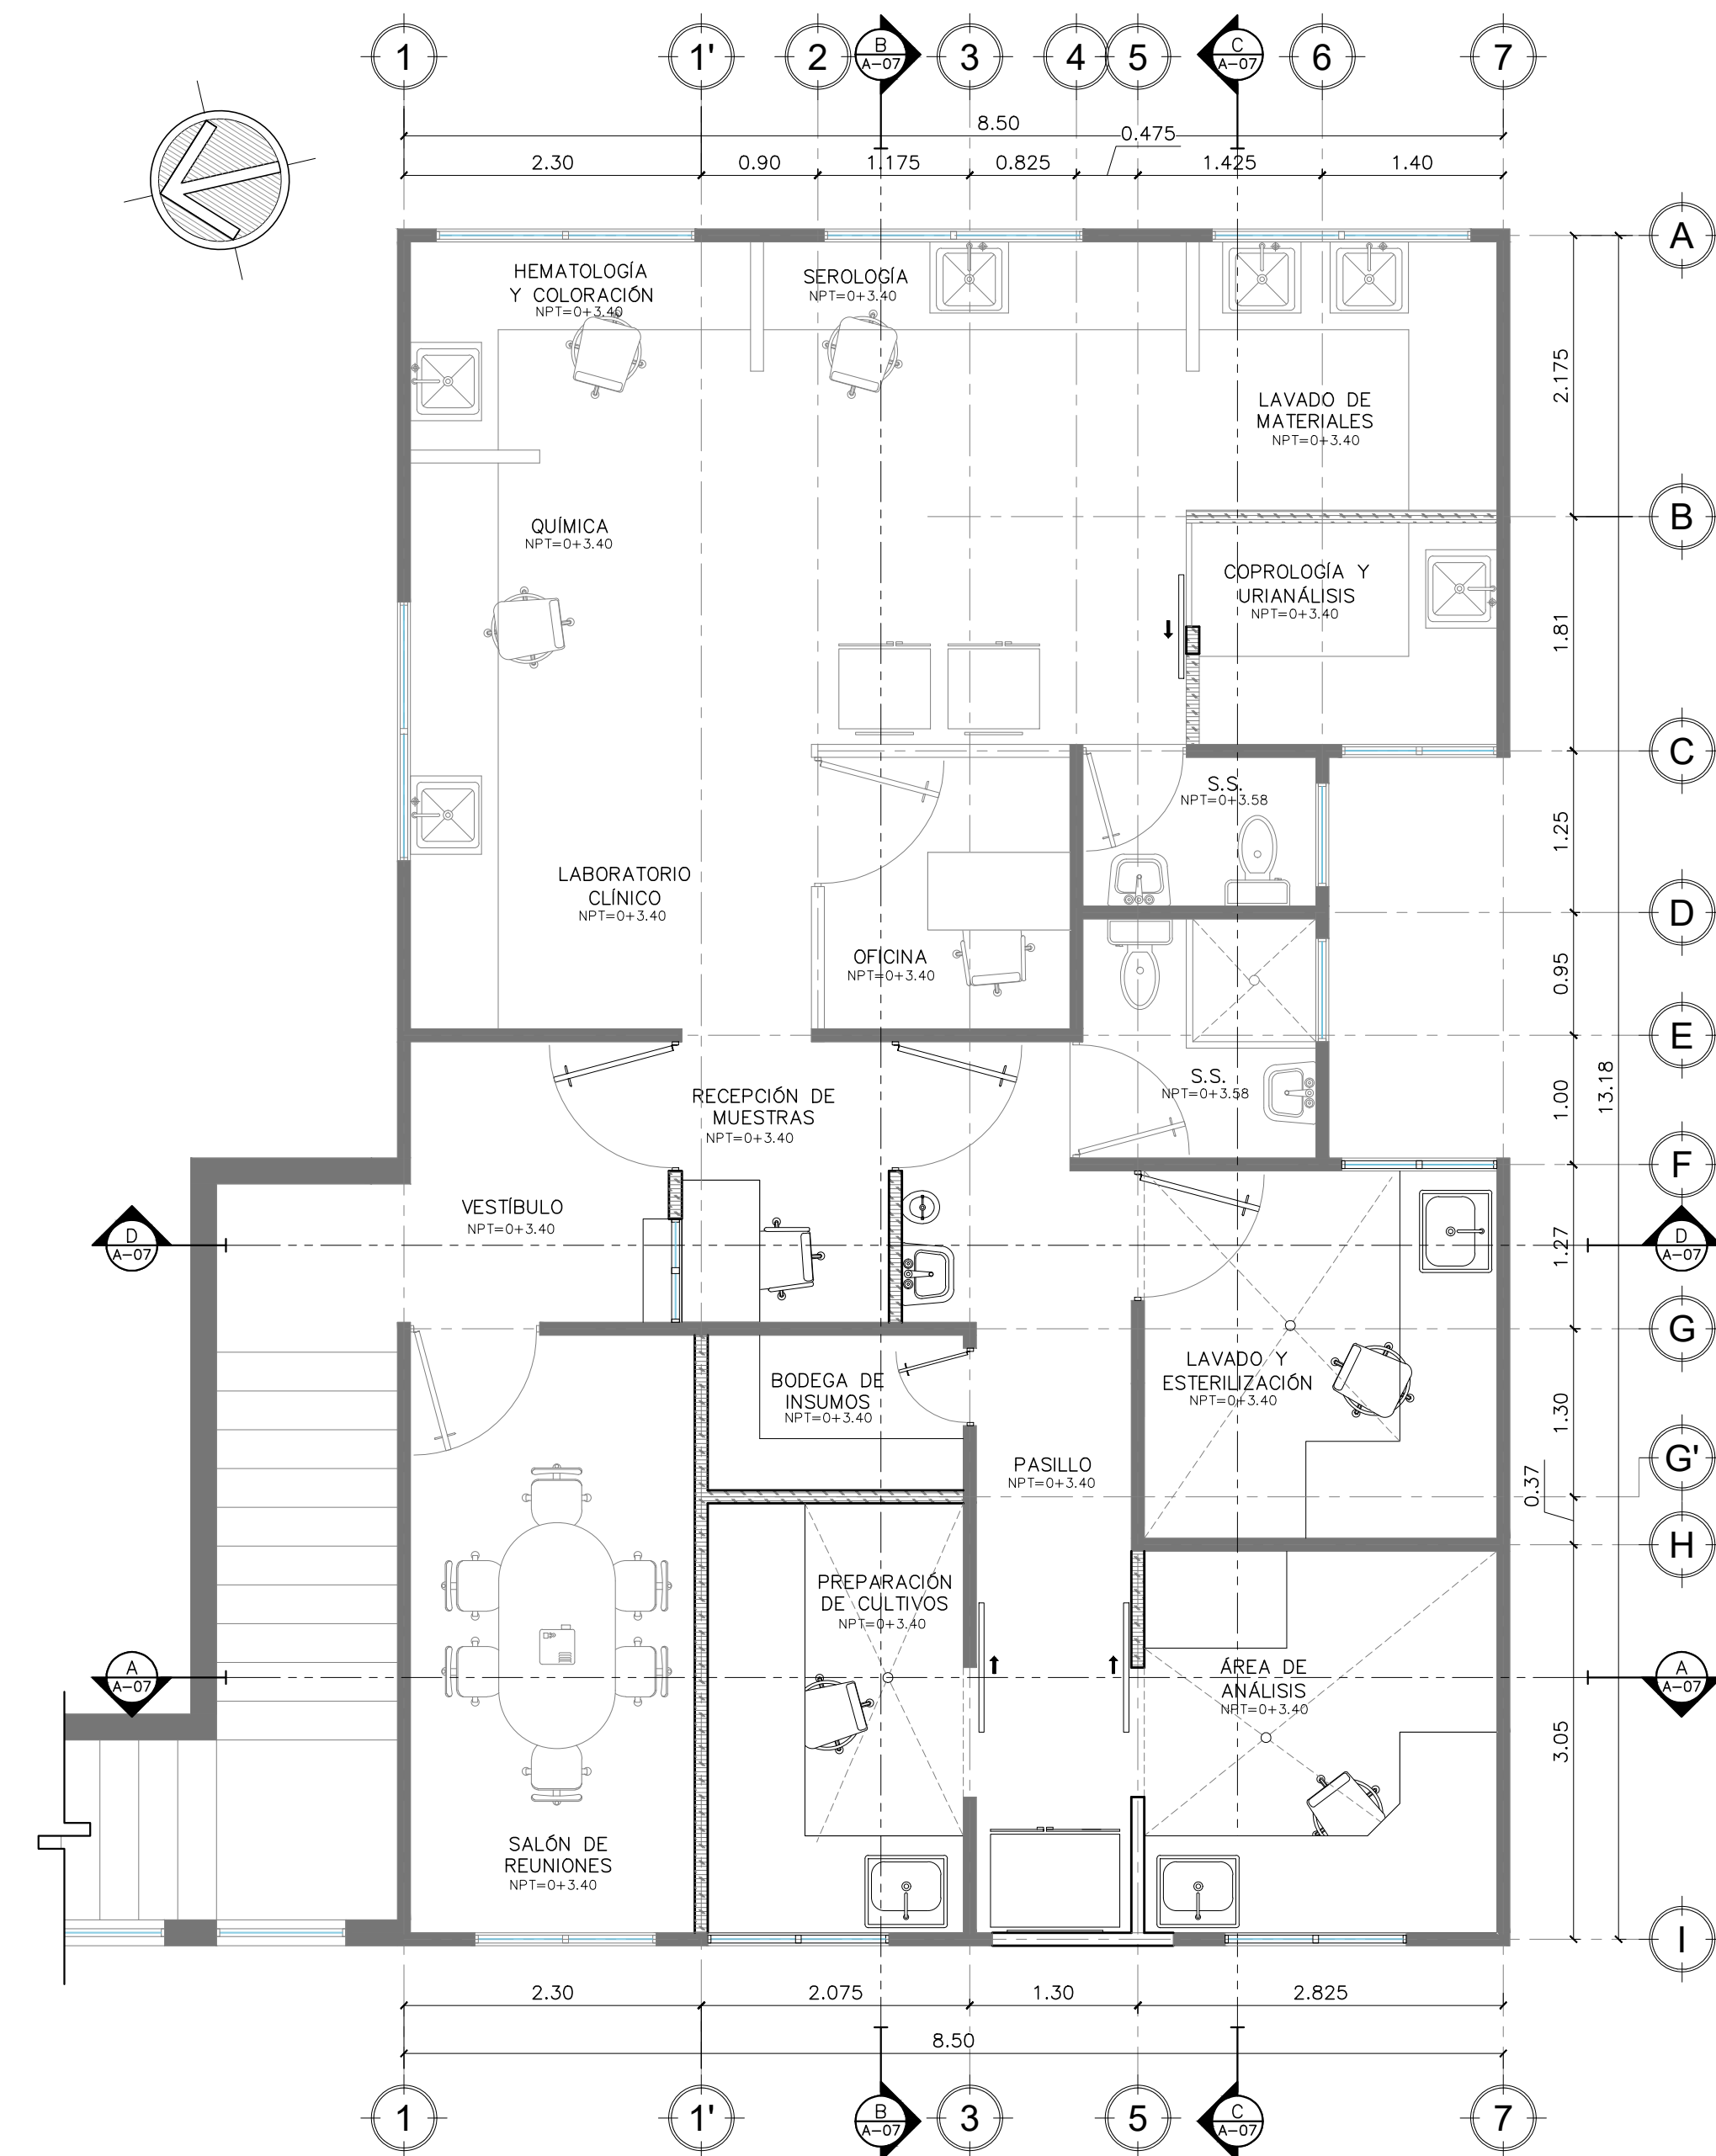 1
1'
2
B
A-07
3
4
5
C
A-07
6
7
8.50
0.475
2.30
0.90
1.175
0.825
1.425
1.40
A
HEMATOLOGÍA
Y COLORACIÓN
NPT=0+3.40
SEROLOGÍA
NPT=0+3.40
2.175
LAVADO DE
MATERIALES
NPT=0+3.40
B
QUÍMICA
NPT=0+3.40
COPROLOGÍA Y
URIANÁLISIS
NPT=0+3.40
1.81
C
S.S.
NPT=0+3.58
1.25
LABORATORIO
CLÍNICO
NPT=0+3.40
D
OFICINA
NPT=0+3.40
0.95
E
S.S.
NPT=0+3.58
RECEPCIÓN DE
MUESTRAS
NPT=0+3.40
1.00
13.18
F
VESTÍBULO
NPT=0+3.40
D
A-07
D
A-07
1.27
G
BODEGA DE
INSUMOS
NPT=0+3.40
LAVADO Y
ESTERILIZACIÓN
NPT=0+3.40
1.30
PASILLO
NPT=0+3.40
G'
0.37
H
PREPARACIÓN
DE CULTIVOS
NPT=0+3.40
A
A-07
ÁREA DE
ANÁLISIS
NPT=0+3.40
A
A-07
3.05
SALÓN DE
REUNIONES
NPT=0+3.40
I
2.30
2.075
1.30
2.825
8.50
1
1'
B
A-07
3
5
C
A-07
7